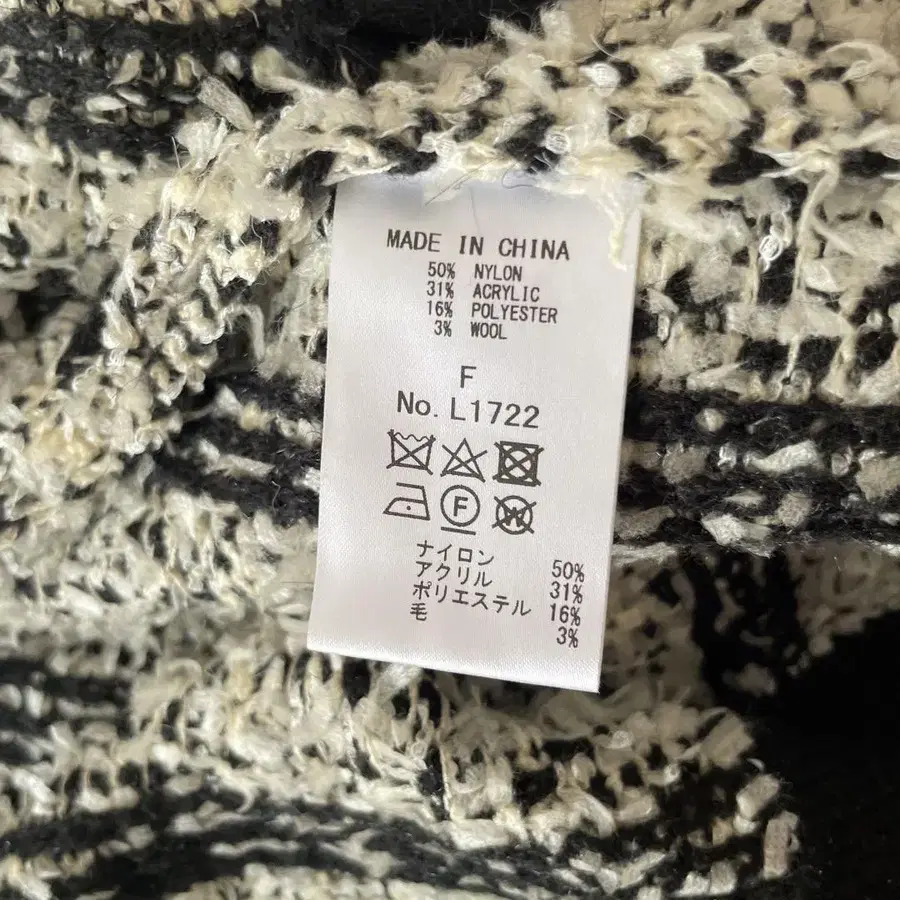 MADE IN CHINA
50% NYLON
31% ACRYLIC
16% POLYESTER
3% WOOL
F
No. L1722
F W
ナイロン 50%
アクリル 31%
ポリエステル 16%
毛 3%